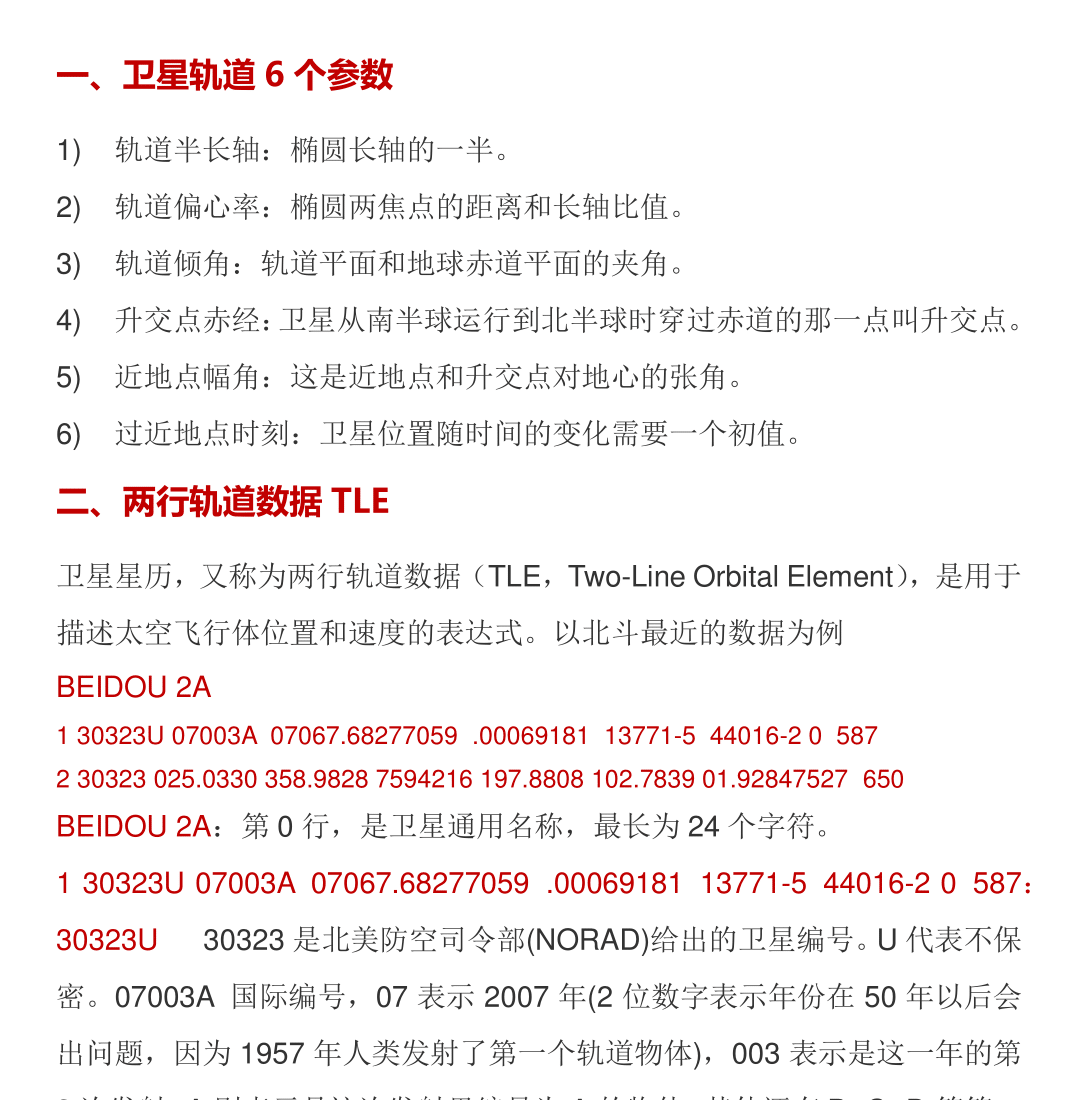 一、卫星轨道 6 个参数
1) 轨道半长轴：椭圆长轴的一半。
2) 轨道偏心率：椭圆两焦点的距离和长轴比值。
3) 轨道倾角：轨道平面和地球赤道平面的夹角。
4) 升交点赤经：卫星从南半球运行到北半球时穿过赤道的那一点叫升交点。
5) 近地点幅角：这是近地点和升交点对地心的张角。
6) 过近地点时刻：卫星位置随时间的变化需要一个初值。
二、两行轨道数据 TLE
卫星星历，又称为两行轨道数据（TLE，Two-Line Orbital Element），是用于
描述太空飞行体位置和速度的表达式。以北斗最近的数据为例
BEIDOU 2A
1 30323U 07003A  07067.68277059  .00069181  13771-5  44016-2 0  587
2 30323 025.0330 358.9828 7594216 197.8808 102.7839 01.92847527  650
BEIDOU 2A：第 0 行，是卫星通用名称，最长为 24 个字符。
1 30323U 07003A  07067.68277059  .00069181  13771-5  44016-2 0  587：
30323U  30323 是北美防空司令部(NORAD)给出的卫星编号。U 代表不保
密。07003A 国际编号，07 表示 2007 年(2 位数字表示年份在 50 年以后会
出问题，因为 1957 年人类发射了第一个轨道物体)，003 表示是这一年的第